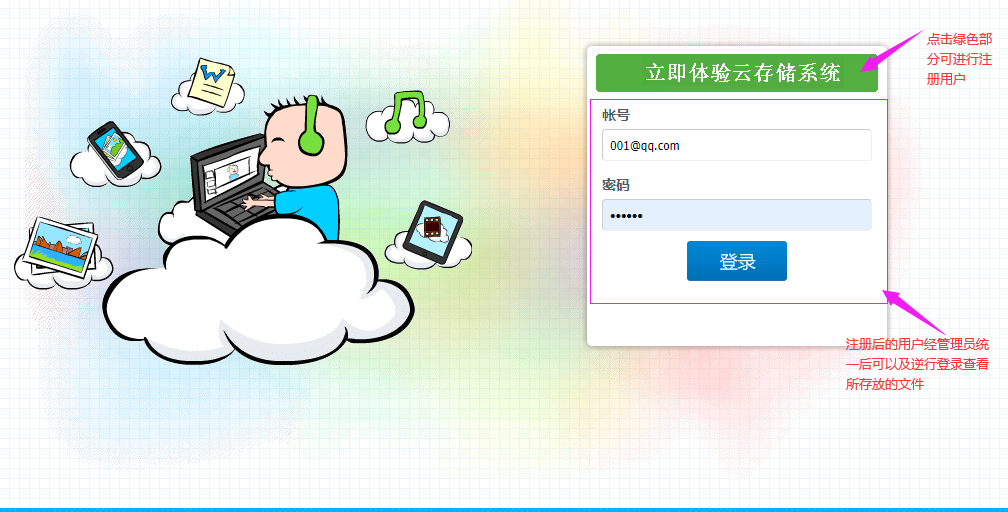 立即体验云存储系统
点击绿色部
分可进行注
册用户
帐号
001@qq.com
密码
••••••
登录
注册后的用户经管理员统
一后可以及逆行登录查看
所存放的文件
W